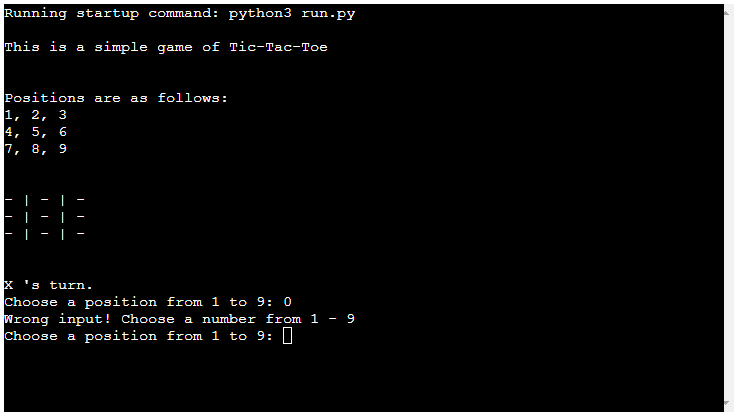 Running startup command: python3 run.py
This is a simple game of Tic-Tac-Toe
Positions are as follows:
1, 2, 3
4, 5, 6
7, 8, 9
- | - | -
- | - | -
- | - | -
X 's turn.
Choose a position from 1 to 9: 0
Wrong input! Choose a number from 1 - 9
Choose a position from 1 to 9: